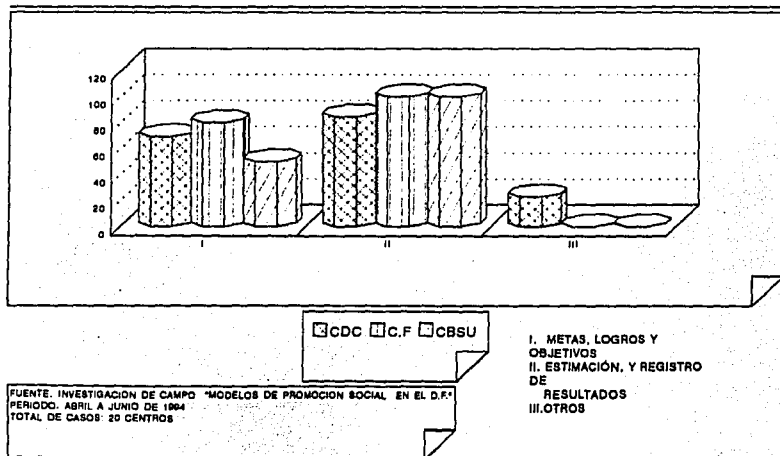 120
100
80
60
40
20
0
I II III
CDC C.F CBSU
I. METAS, LOGROS Y
OBJETIVOS
II. ESTIMACIÓN, Y REGISTRO
DE
RESULTADOS
III.OTROS
FUENTE. INVESTIGACION DE CAMPO "MODELOS DE PROMOCION SOCIAL EN EL D.F."
PERIODO. ABRIL A JUNIO DE 1994
TOTAL DE CASOS: 20 CENTROS